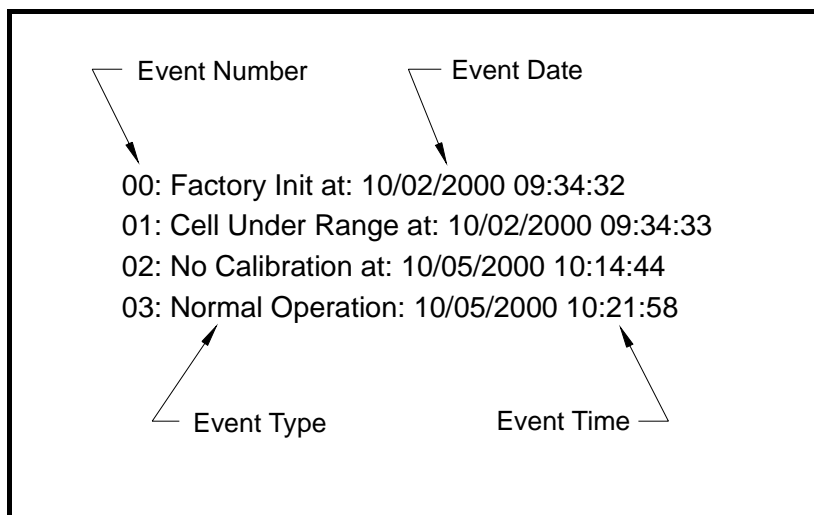 Event Number
Event Date
00: Factory Init at: 10/02/2000 09:34:32
01: Cell Under Range at: 10/02/2000 09:34:33
02: No Calibration at: 10/05/2000 10:14:44
03: Normal Operation: 10/05/2000 10:21:58
Event Type
Event Time